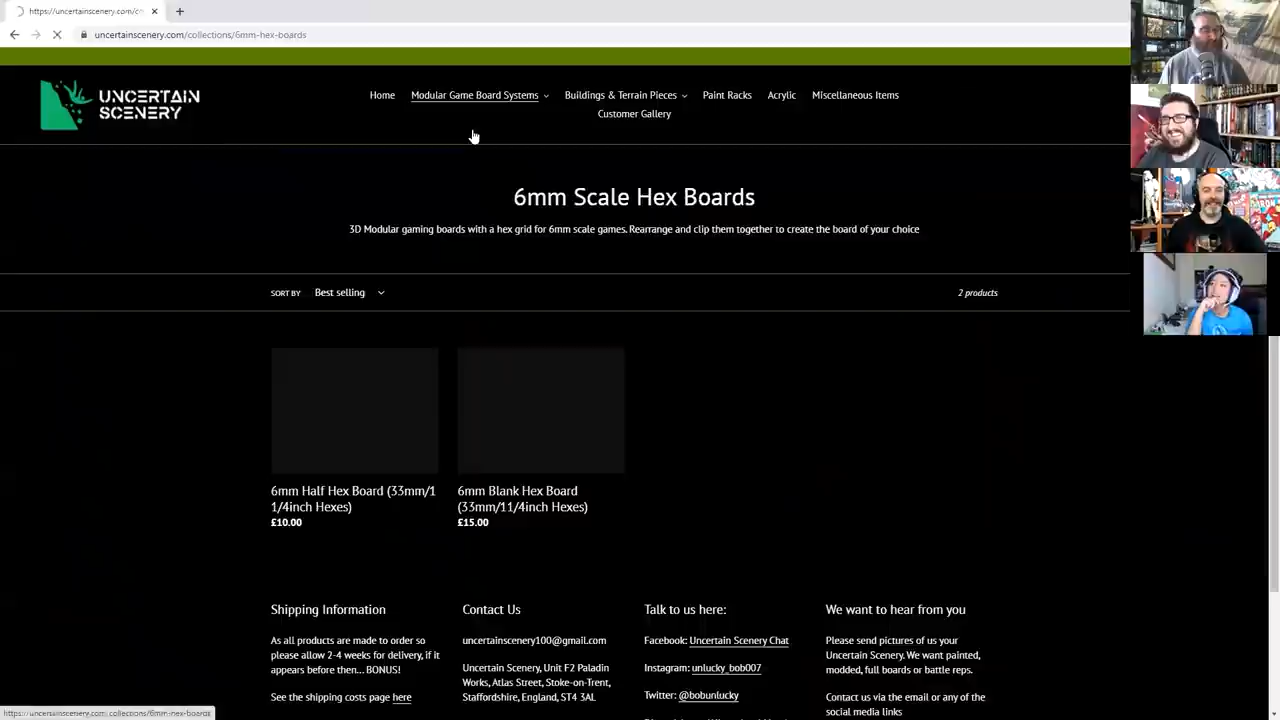 https://uncertainscenery.com/co
uncertainscenery.com/collections/6mm-hex-boards
UNCERTAIN
SCENERY
Home
Modular Game Board Systems
Buildings & Terrain Pieces
Paint Racks
Acrylic
Miscellaneous Items
Customer Gallery
6mm Scale Hex Boards
3D Modular gaming boards with a hex grid for 6mm scale games. Rearrange and clip them together to create the board of your choice
SORT BY
Best selling
2 products
6mm Half Hex Board (33mm/1
1/4inch Hexes)
£10.00
6mm Blank Hex Board
(33mm/11/4inch Hexes)
£15.00
Shipping Information
As all products are made to order so
please allow 2-4 weeks for delivery, if it
appears before then... BONUS!
See the shipping costs page here
Contact Us
uncertainscenery100@gmail.com
Uncertain Scenery, Unit F2 Paladin
Works, Atlas Street, Stoke-on-Trent,
Staffordshire, England, ST4 3AL.
Talk to us here:
Facebook: Uncertain Scenery Chat
Instagram: unlucky_bob007
Twitter: @bobunlucky
We want to hear from you
Please send pictures of us your
Uncertain Scenery. We want painted,
modded, full boards or battle reps.
Contact us via the email or any of the
social media links
https://uncertainscenery.com/collections/6mm-hex-boards